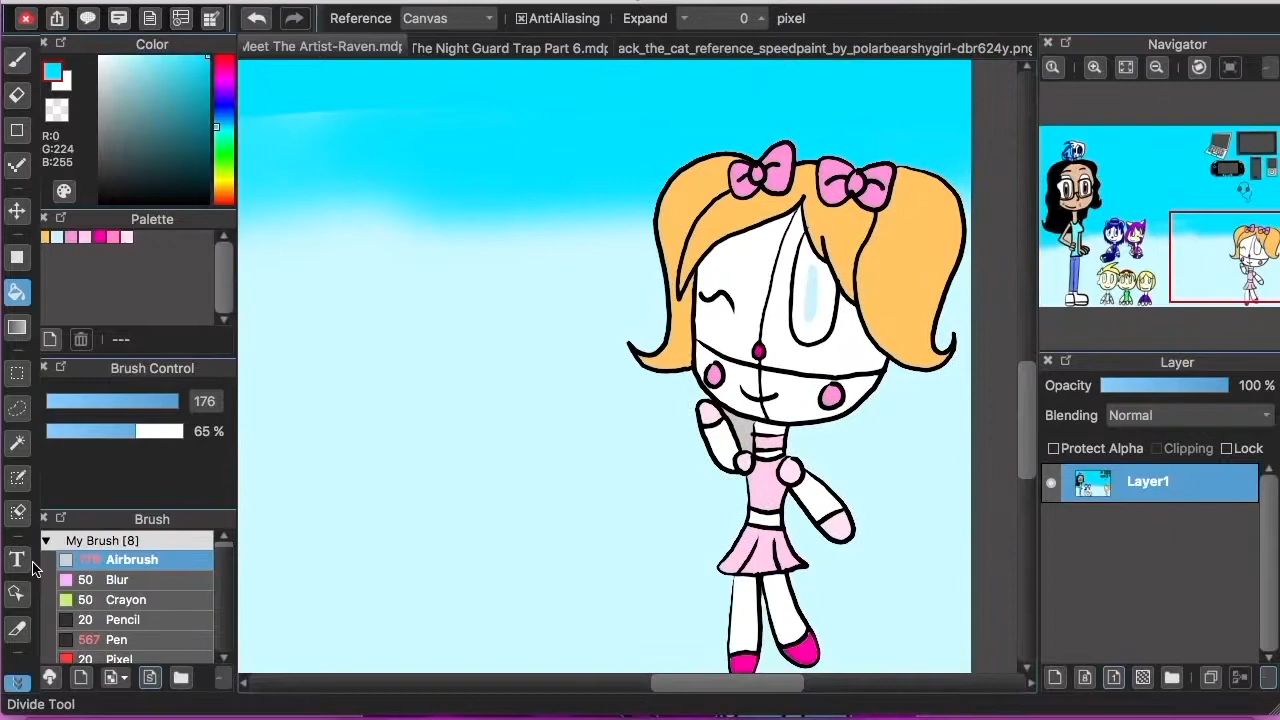 Reference Canvas AntiAliasing Expand 0 pixel
Color
Meet The Artist-Raven.mdp The Night Guard Trap Part 6.mdp ack_the_cat_reference_speedpaint_by_polarbearshygirl-dbr624y.png
Navigator
R:0
G:224
B:255
Palette
---
Brush Control
176
65 %
Layer
Opacity 100 %
Blending Normal
Protect Alpha Clipping Lock
Layer1
Brush
My Brush [8]
176 Airbrush
50 Blur
50 Crayon
20 Pencil
567 Pen
20 Pixel
T
Divide Tool